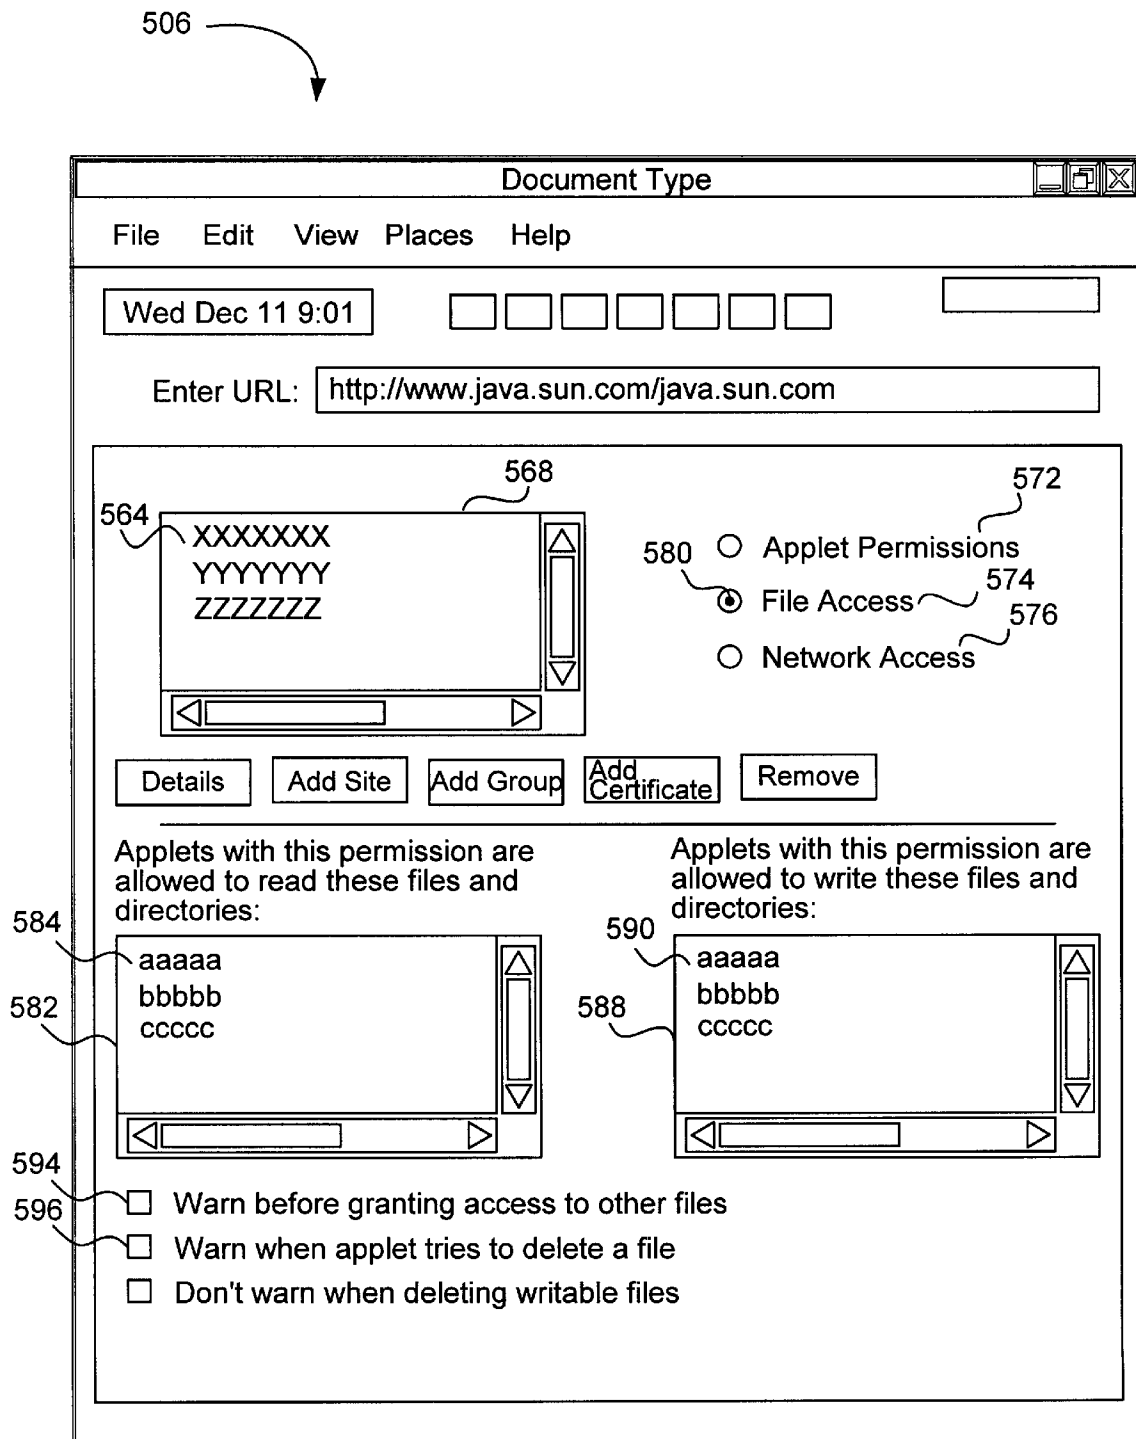 506
Document Type
File Edit View Places Help
Wed Dec 11 9:01
Enter URL: http://www.java.sun.com/java.sun.com
568
572
564
XXXXXXX
YYYYYYY
ZZZZZZZ
580
Applet Permissions
574
File Access
576
Network Access
Details
Add Site
Add Group
Add
Certificate
Remove
Applets with this permission are
allowed to read these files and
directories:
584
aaaaa
bbbbb
ccccc
582
Applets with this permission are
allowed to write these files and
directories:
590
aaaaa
bbbbb
ccccc
588
594
Warn before granting access to other files
596
Warn when applet tries to delete a file
Don't warn when deleting writable files